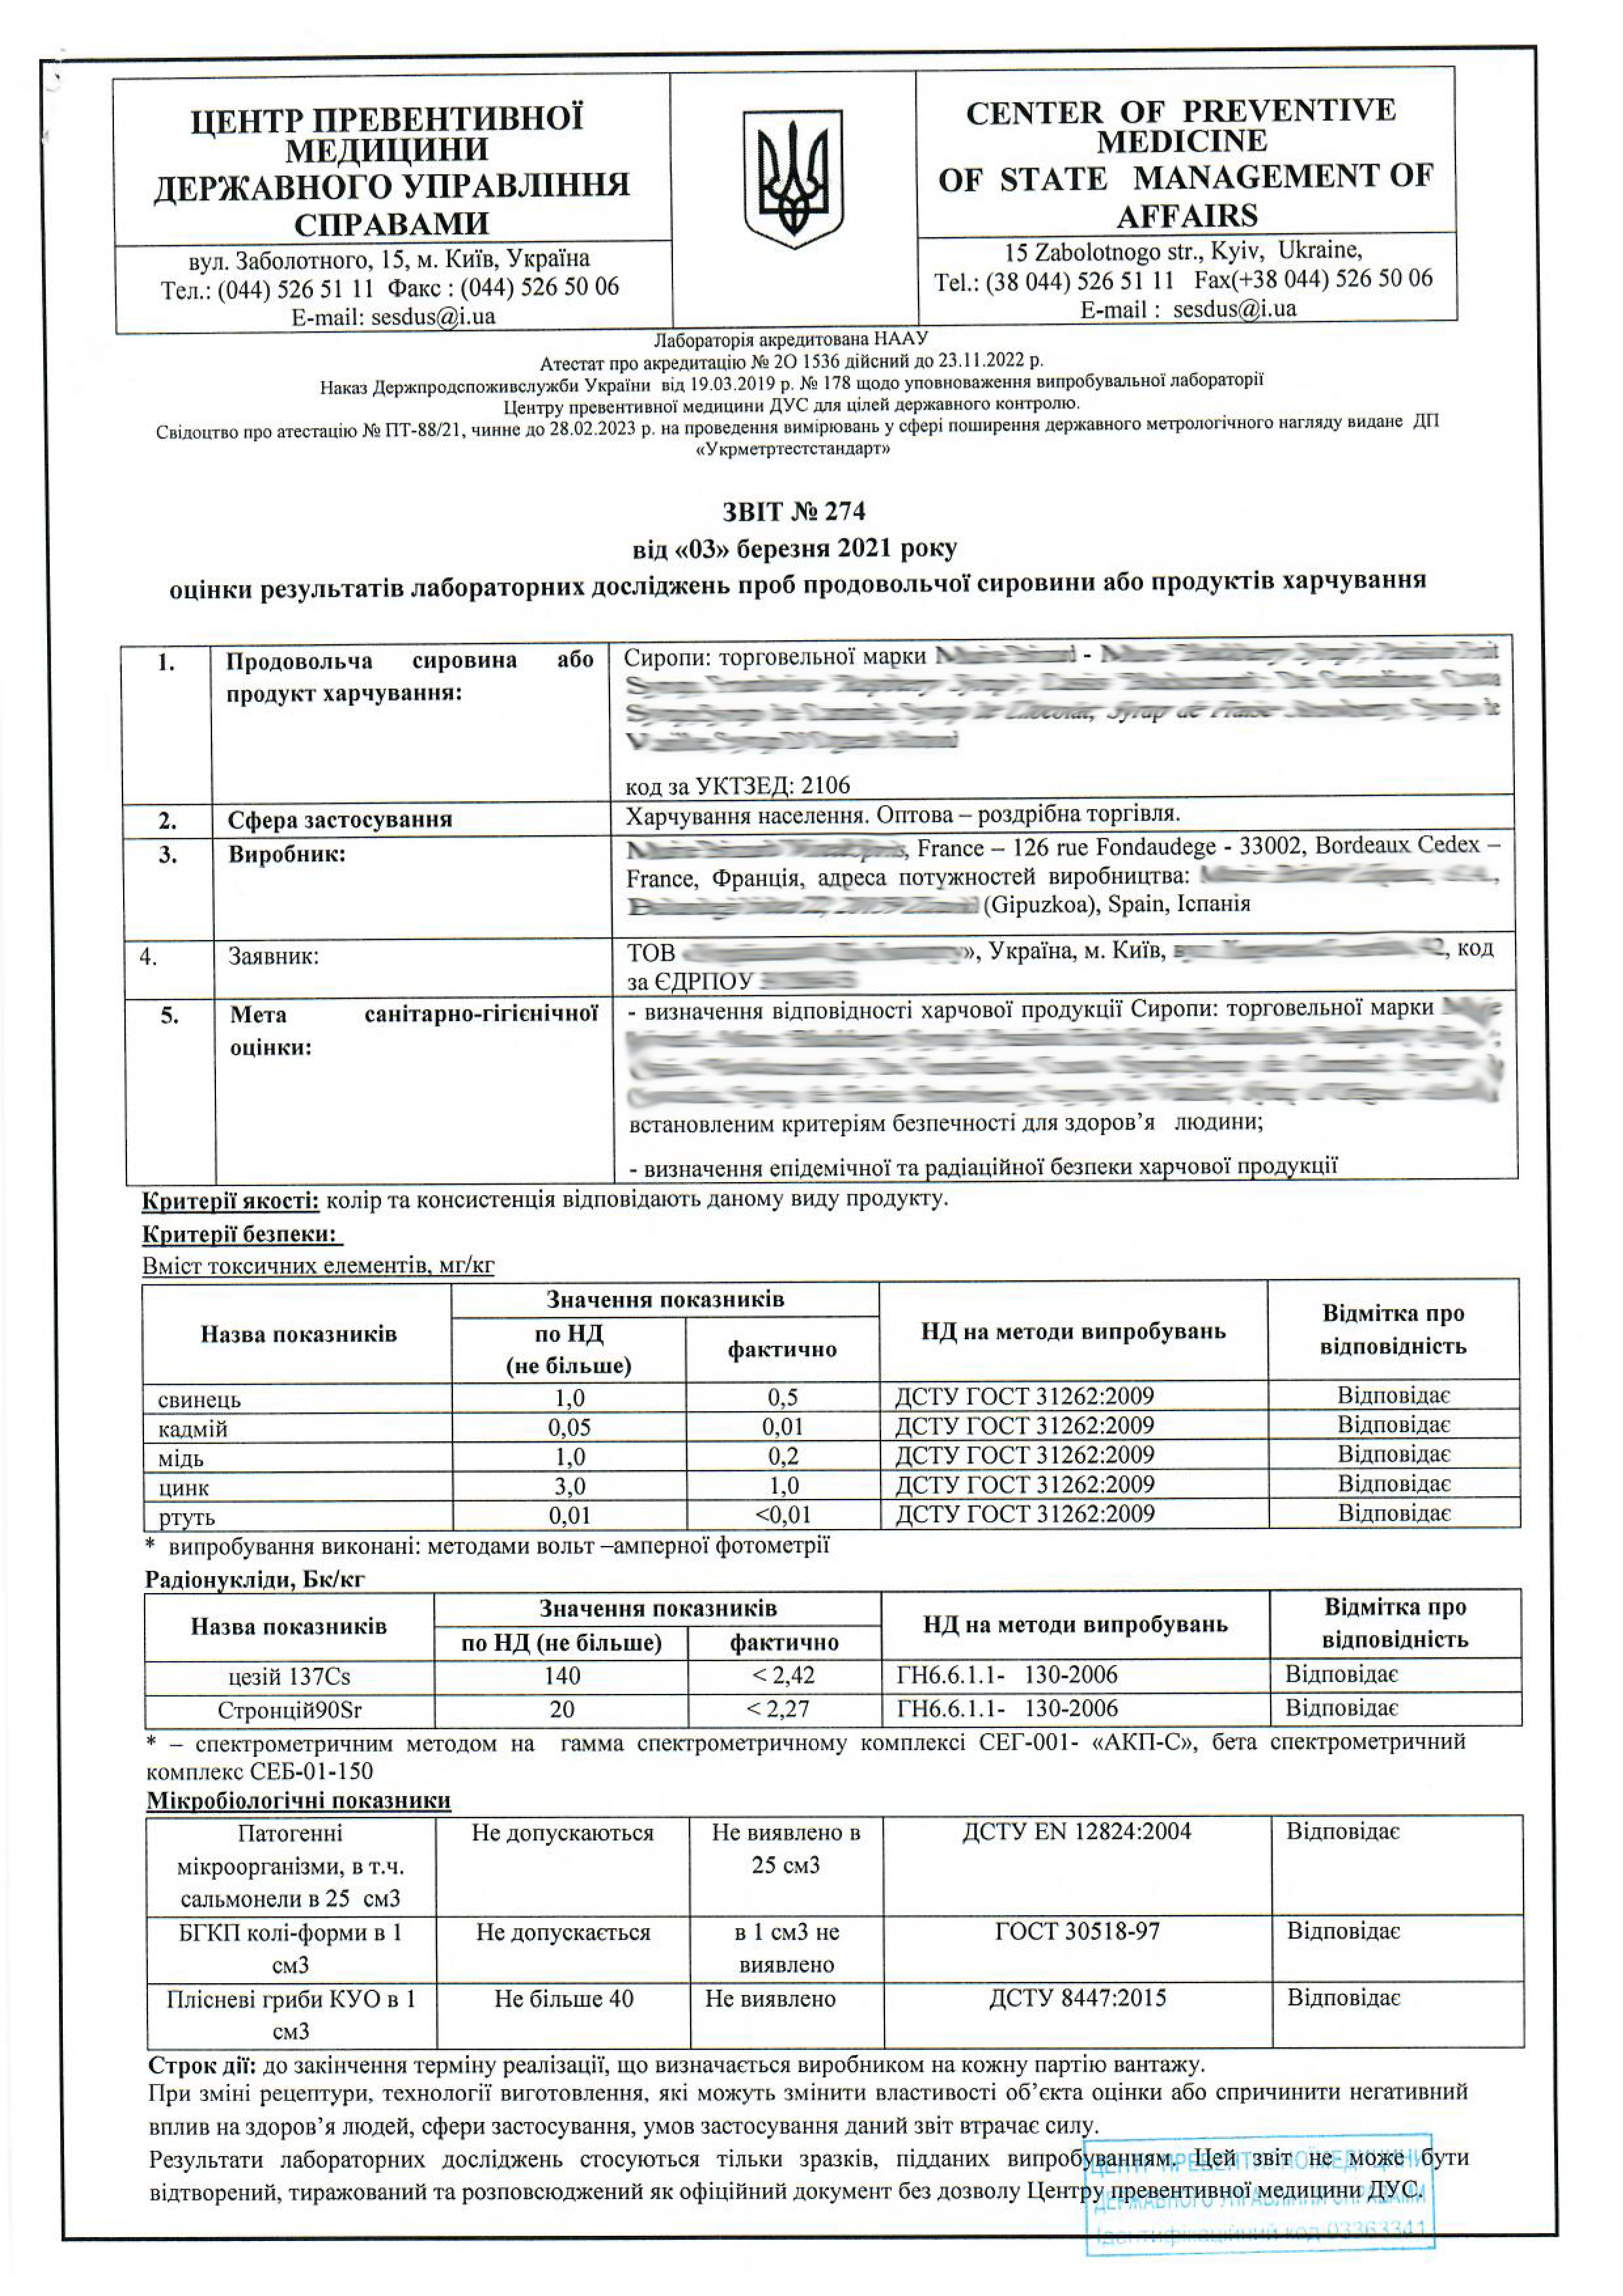 ЦЕНТР ПРЕВЕНТИВНОЇ
МЕДИЦИНИ
ДЕРЖАВНОГО УПРАВЛІННЯ
СПРАВАМИ
вул. Заболотного, 15, м. Київ, Україна
Тел.: (044) 526 51 11 Факс : (044) 526 50 06
E-mail: sesdus@i.ua
CENTER OF PREVENTIVE
MEDICINE
OF STATE MANAGEMENT OF
AFFAIRS
15 Zabolotnogo str., Kyiv, Ukraine,
Tel.: (38 044) 526 51 11 Fax(+38 044) 526 50 06
E-mail : sesdus@i.ua
Лабораторія акредитована НААУ
Атестат про акредитацію № 2О 1536 дійсний до 23.11.2022 р.
Наказ Держпродспоживслужби України від 19.03.2019 р. № 178 щодо уповноваження випробувальної лабораторії
Центру превентивної медицини ДУС для цілей державного контролю.
Свідоцтво про атестацію № ПТ-88/21, чинне до 28.02.2023 р. на проведення вимірювань у сфері поширення державного метрологічного нагляду видане ДП
«Укрметртестстандарт»
ЗВІТ № 274
від «03» березня 2021 року
оцінки результатів лабораторних досліджень проб продовольчої сировини або продуктів харчування
1. Продовольча сировина або
продукт харчування:
Сиропи: торговельної марки
код за УКТЗЕД: 2106
2. Сфера застосування Харчування населення. Оптова – роздрібна торгівля.
3. Виробник: , France – 126 rue Fondaudege - 33002, Bordeaux Cedex –
France, Франція, адреса потужностей виробництва:
(Gipuzkoa), Spain, Іспанія
4. Заявник: ТОВ », Україна, м. Київ, , код
за ЄДРПОУ
5. Мета санітарно-гігієнічної
оцінки:
- визначення відповідності харчової продукції Сиропи: торговельної марки
встановленим критеріям безпечності для здоров’я людини;
- визначення епідемічної та радіаційної безпеки харчової продукції
Критерії якості: колір та консистенція відповідають даному виду продукту.
Критерії безпеки:
Вміст токсичних елементів, мг/кг
Назва показників Значення показників НД на методи випробувань Відмітка про
відповідність
по НД
(не більше) фактично
свинець 1,0 0,5 ДСТУ ГОСТ 31262:2009 Відповідає
кадмій 0,05 0,01 ДСТУ ГОСТ 31262:2009 Відповідає
мідь 1,0 0,2 ДСТУ ГОСТ 31262:2009 Відповідає
цинк 3,0 1,0 ДСТУ ГОСТ 31262:2009 Відповідає
ртуть 0,01 <0,01 ДСТУ ГОСТ 31262:2009 Відповідає
* випробування виконані: методами вольт –амперної фотометрії
Радіонукліди, Бк/кг
Назва показників Значення показників НД на методи випробувань Відмітка про
відповідність
по НД (не більше) фактично
цезій 137Cs 140 < 2,42 ГН6.6.1.1- 130-2006 Відповідає
Стронцій90Sr 20 < 2,27 ГН6.6.1.1- 130-2006 Відповідає
* – спектрометричним методом на гамма спектрометричному комплексі СЕГ-001- «АКП-С», бета спектрометричний
комплекс СЕБ-01-150
Мікробіологічні показники
Патогенні
мікроорганізми, в т.ч.
сальмонели в 25 см3
Не допускаються
Не виявлено в
25 см3
ДСТУ EN 12824:2004
Відповідає
БГКП колі-форми в 1
см3
Не допускається
в 1 см3 не
виявлено
ГОСТ 30518-97
Відповідає
Плісневі гриби КУО в 1
см3
Не більше 40
Не виявлено
ДСТУ 8447:2015
Відповідає
Строк дії: до закінчення терміну реалізації, що визначається виробником на кожну партію вантажу.
При зміні рецептури, технології виготовлення, які можуть змінити властивості об’єкта оцінки або спричинити негативний
вплив на здоров’я людей, сфери застосування, умов застосування даний звіт втрачає силу.
Результати лабораторних досліджень стосуються тільки зразків, підданих випробуванням. Цей звіт не може бути
відтворений, тиражований та розповсюджений як офіційний документ без дозволу Центру превентивної медицини ДУС.
ЦЕНТР ПРЕВЕНТИВНОЇ МЕДИЦИНИ
ДЕРЖАВНОГО УПРАВЛІННЯ СПРАВАМИ
Ідентифікаційний код 03363341